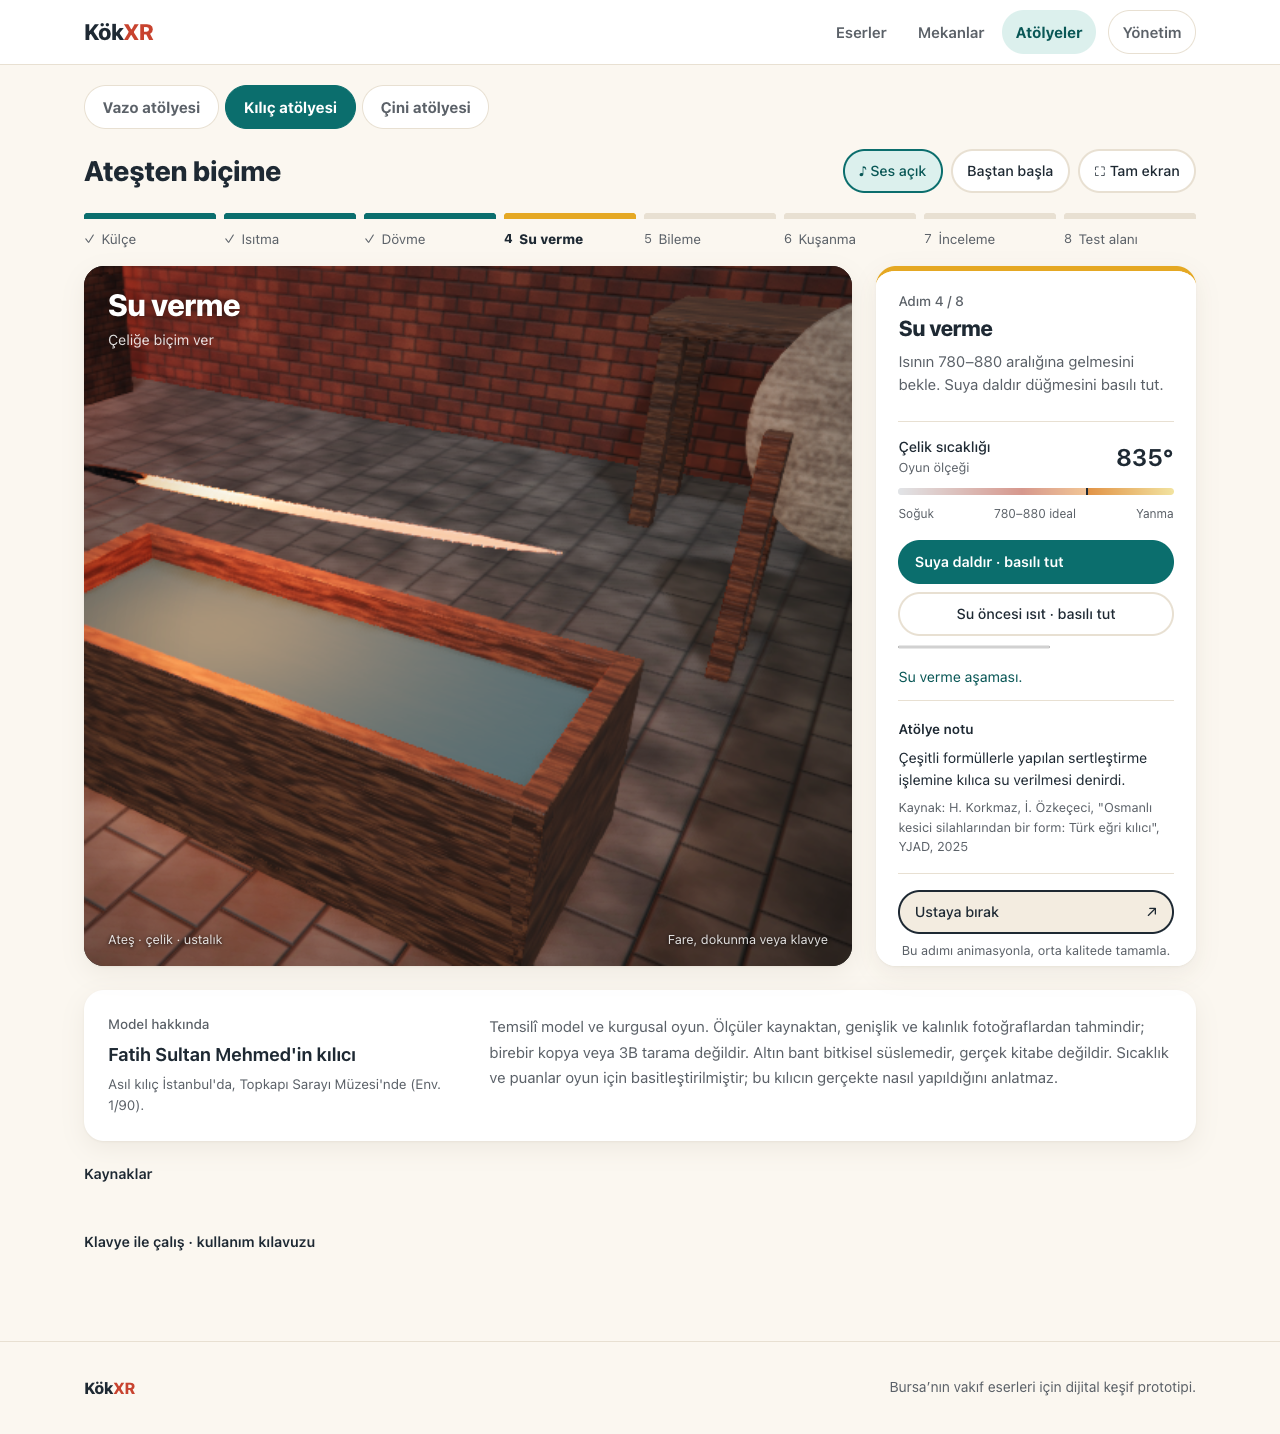 KökXR
Eserler
Mekanlar
Atölyeler
Yönetim
Vazo atölyesi
Kılıç atölyesi
Çini atölyesi
Ateşten biçime
♪ Ses açık
Baştan başla
⛶ Tam ekran
✓ Külçe
✓ Isıtma
✓ Dövme
4 Su verme
5 Bileme
6 Kuşanma
7 İnceleme
8 Test alanı
Su verme
Çeliğe biçim ver
Ateş · çelik · ustalık
Fare, dokunma veya klavye
Adım 4 / 8
Su verme
Isının 780–880 aralığına gelmesini
bekle. Suya daldır düğmesini basılı tut.
Çelik sıcaklığı
Oyun ölçeği
835°
Soğuk
780–880 ideal
Yanma
Suya daldır · basılı tut
Su öncesi ısıt · basılı tut
Su verme aşaması.
Atölye notu
Çeşitli formüllerle yapılan sertleştirme
işlemine kılıca su verilmesi denirdi.
Kaynak: H. Korkmaz, İ. Özkeçeci, "Osmanlı
kesici silahlarından bir form: Türk eğri kılıcı",
YJAD, 2025
Ustaya bırak ↗
Bu adımı animasyonla, orta kalitede tamamla.
Model hakkında
Fatih Sultan Mehmed'in kılıcı
Asıl kılıç İstanbul'da, Topkapı Sarayı Müzesi'nde (Env.
1/90).
Temsilî model ve kurgusal oyun. Ölçüler kaynaktan, genişlik ve kalınlık fotoğraflardan tahmindir;
birebir kopya veya 3B tarama değildir. Altın bant bitkisel süslemedir, gerçek kitabe değildir. Sıcaklık
ve puanlar oyun için basitleştirilmiştir; bu kılıcın gerçekte nasıl yapıldığını anlatmaz.
Kaynaklar
Klavye ile çalış · kullanım kılavuzu
KökXR
Bursa’nın vakıf eserleri için dijital keşif prototipi.